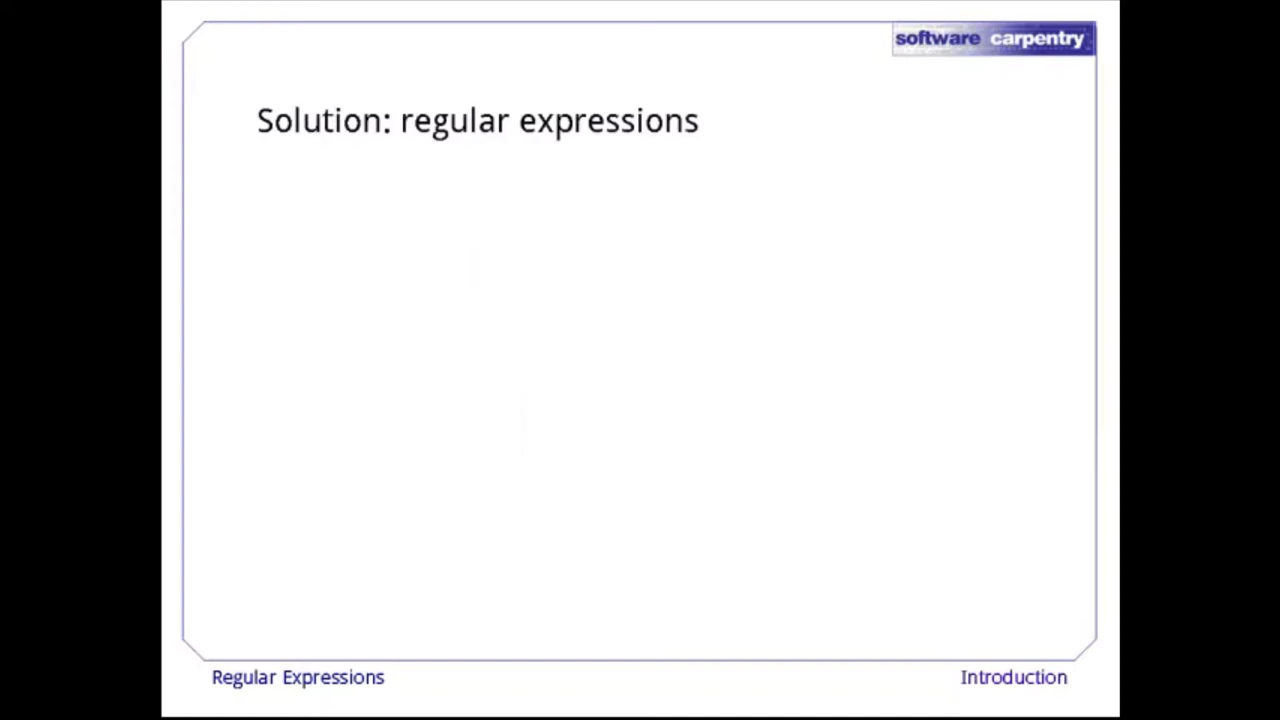 software carpentry
Solution: regular expressions
Regular Expressions
Introduction